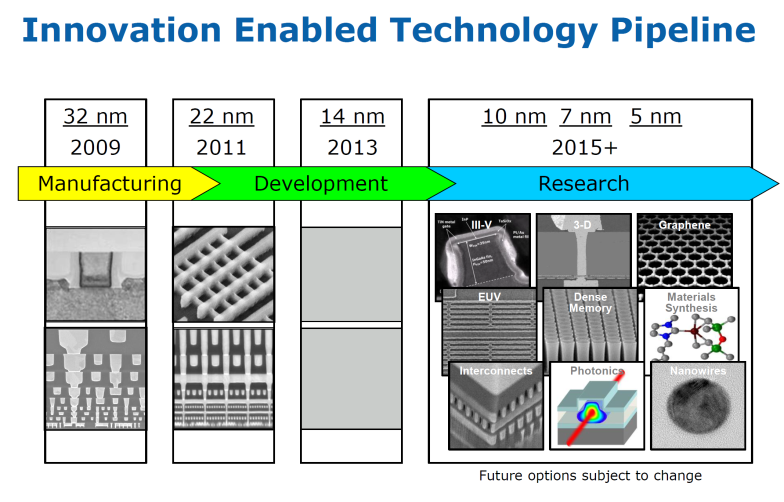 Innovation Enabled Technology Pipeline
32 nm
2009
22 nm
2011
14 nm
2013
10 nm 7 nm 5 nm
2015+
Manufacturing
Development
Research
III-V
3-D
Graphene
EUV
Dense
Memory
Materials
Synthesis
Interconnects
Photonics
Nanowires
Future options subject to change